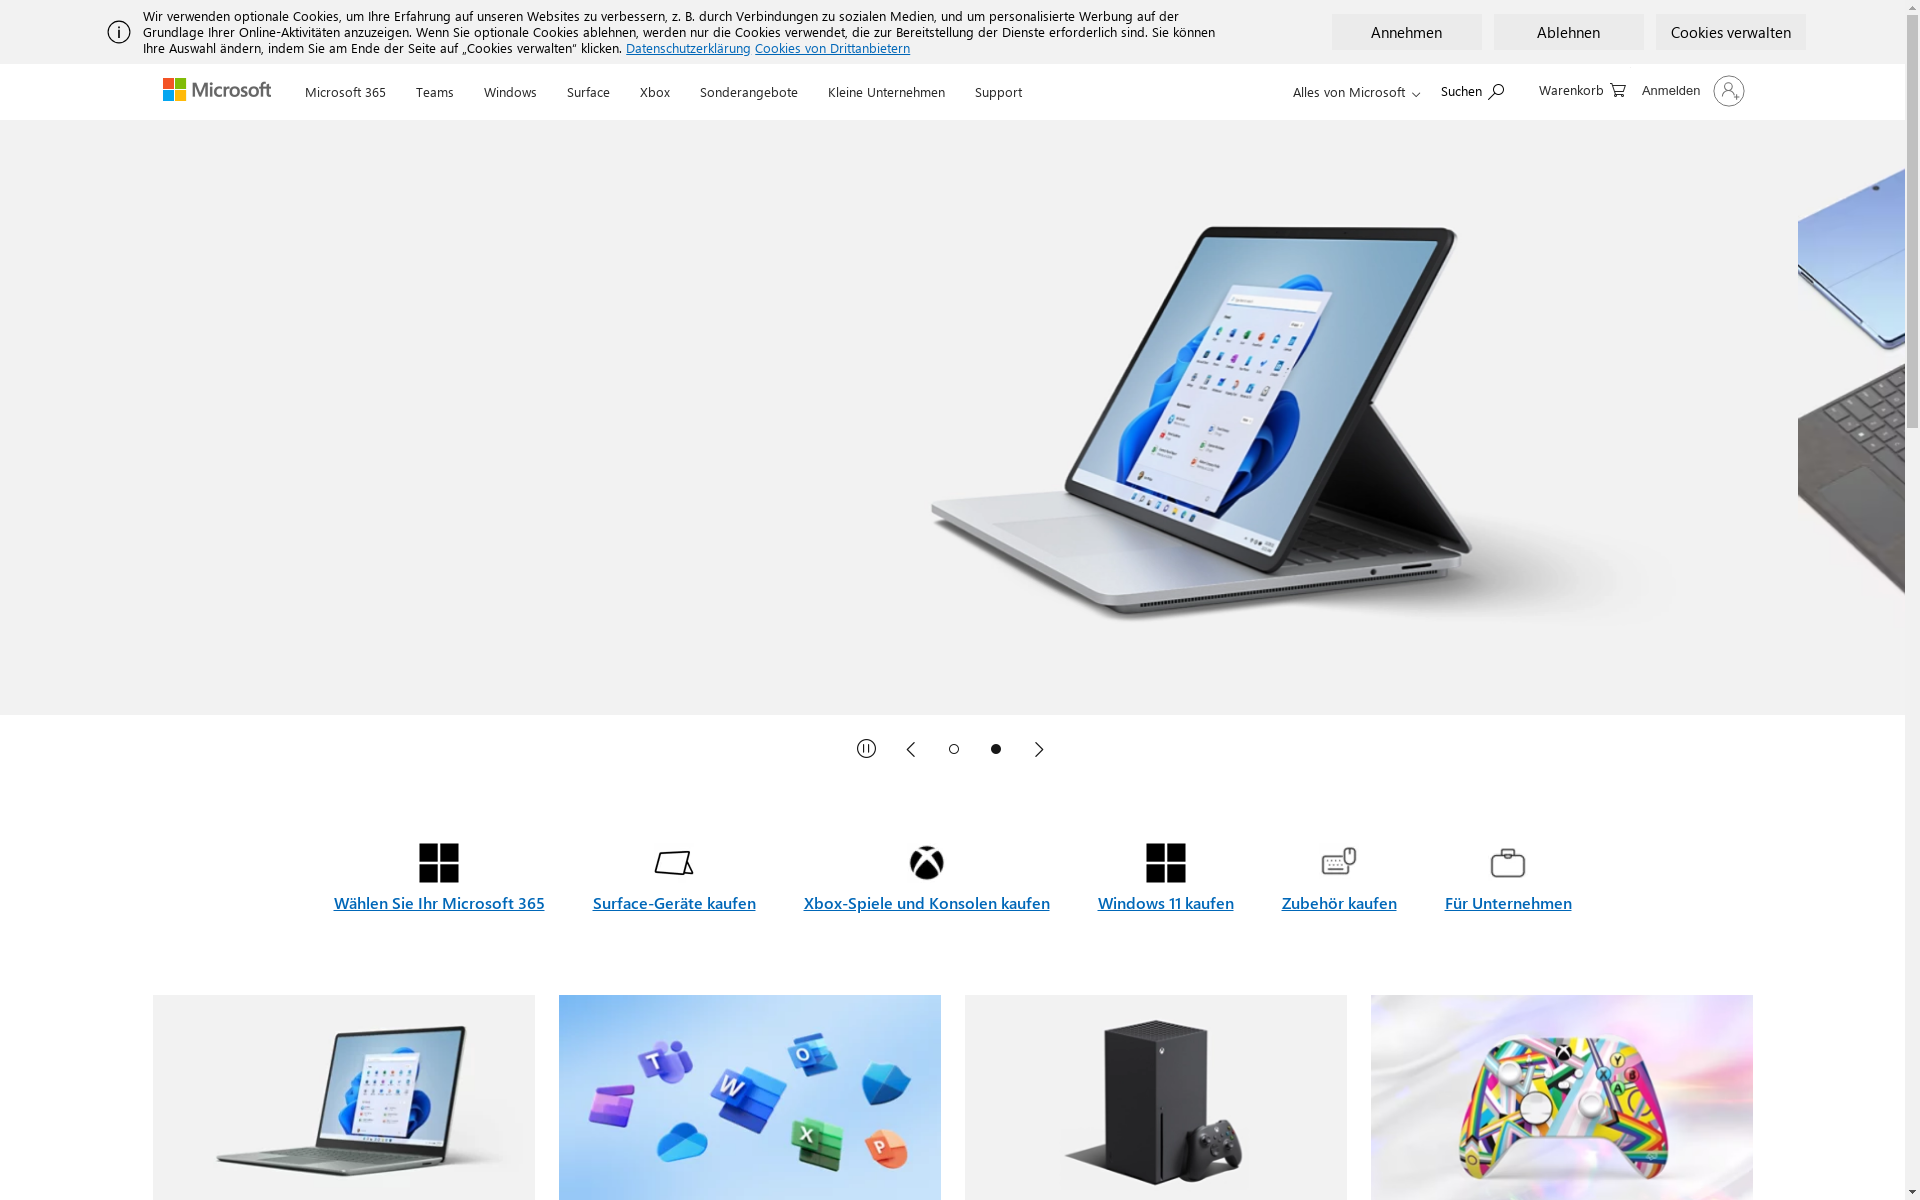 Wir verwenden optionale Cookies, um Ihre Erfahrung auf unseren Websites zu verbessern, z. B. durch Verbindungen zu sozialen Medien, und um personalisierte Werbung auf der
Grundlage Ihrer Online-Aktivitäten anzuzeigen. Wenn Sie optionale Cookies ablehnen, werden nur die Cookies verwendet, die zur Bereitstellung der Dienste erforderlich sind. Sie können
Ihre Auswahl ändern, indem Sie am Ende der Seite auf „Cookies verwalten“ klicken. Datenschutzerklärung Cookies von Drittanbietern
Annehmen
Ablehnen
Cookies verwalten
Microsoft
Microsoft 365
Teams
Windows
Surface
Xbox
Sonderangebote
Kleine Unternehmen
Support
Alles von Microsoft
Suchen
Warenkorb
Anmelden
Wählen Sie Ihr Microsoft 365
Surface-Geräte kaufen
Xbox-Spiele und Konsolen kaufen
Windows 11 kaufen
Zubehör kaufen
Für Unternehmen
T
O
W
X
P
Y
X
B
A